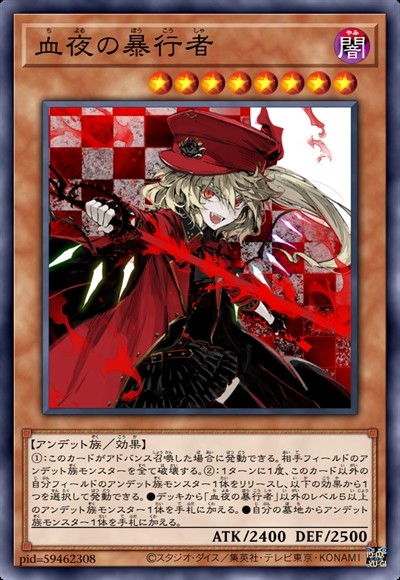 血夜の暴行者
ちよるぼうこうしゃ
闇
やみ
【アンデット族／効果】
①:このカードがアドバンス召喚した場合に発動できる。相手フィールドのア
ンデット族モンスターを全て破壊する。②:1ターンに1度、このカード以外の
自分フィールドのアンデット族モンスター1体をリリースし、以下の効果から1
つを選択して発動できる。●デッキから「血夜の暴行者」以外のレベル5以上
のアンデット族モンスター1体を手札に加える。●自分の墓地からアンデット
族モンスター1体を手札に加える。
ATK/2400 DEF/2500
pid=59462308
©スタジオ・ダイス／集英社・テレビ東京・KONAMI